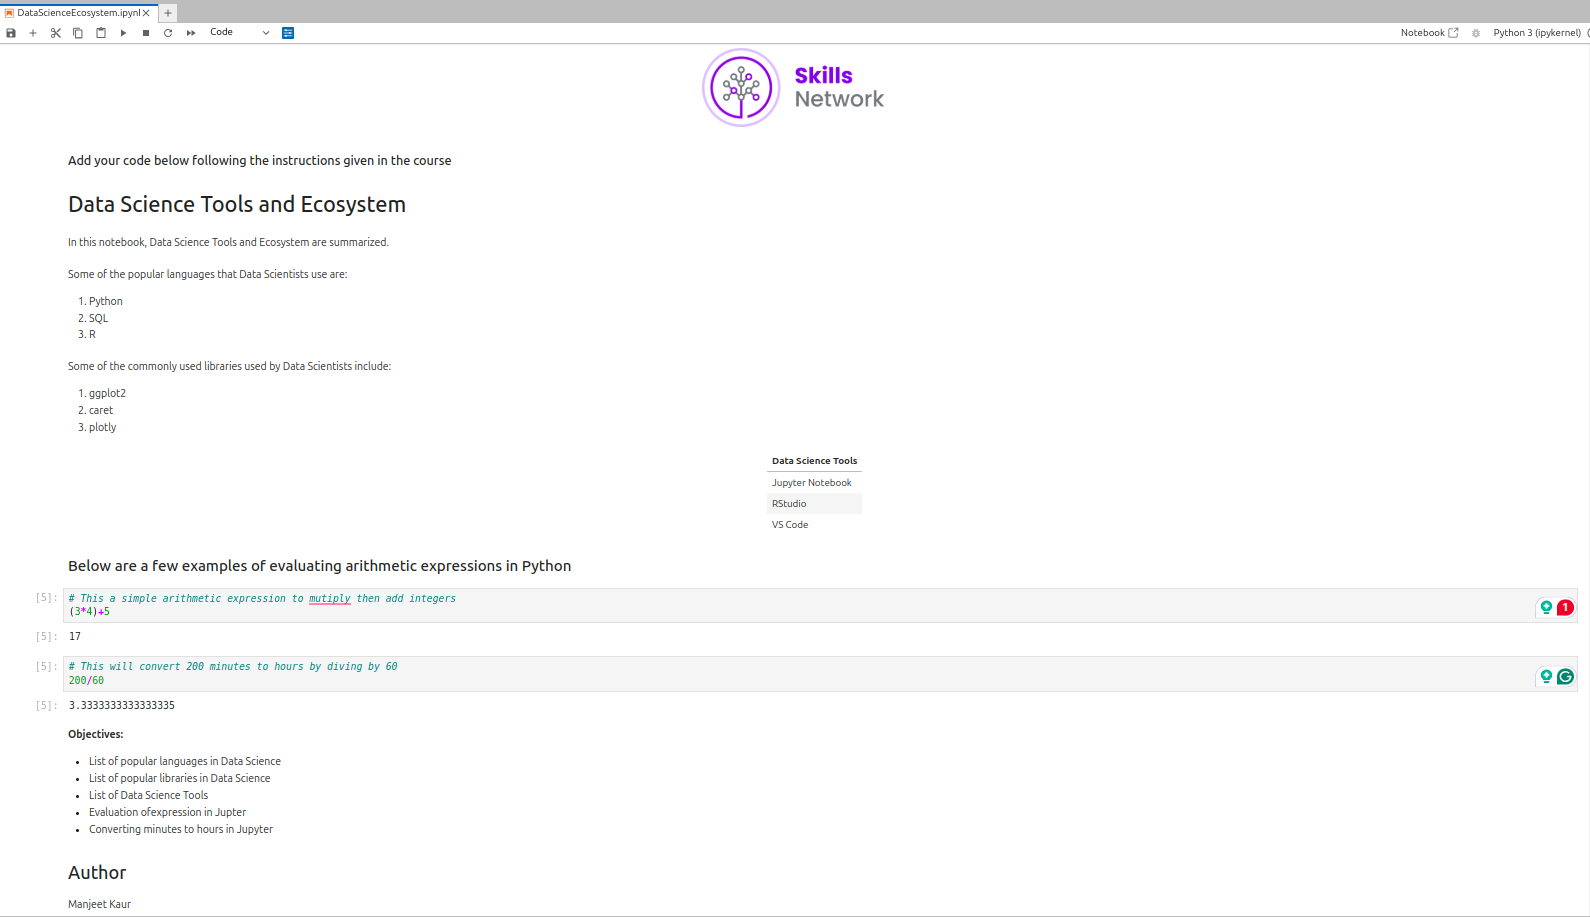 DataScienceEcosystem.ipynl
Code
Notebook
Python 3 (ipykernel)
Skills
Network
Add your code below following the instructions given in the course
Data Science Tools and Ecosystem
In this notebook, Data Science Tools and Ecosystem are summarized.
Some of the popular languages that Data Scientists use are:
1. Python
2. SQL
3. R
Some of the commonly used libraries used by Data Scientists include:
1. ggplot2
2. caret
3. plotly
Data Science Tools
Jupyter Notebook
RStudio
VS Code
Below are a few examples of evaluating arithmetic expressions in Python
[5]: # This a simple arithmetic expression to mutiply then add integers
(3*4)+5
1
[5]: 17
[5]: # This will convert 200 minutes to hours by diving by 60
200/60
[5]: 3.3333333333333335
Objectives:
• List of popular languages in Data Science
• List of popular libraries in Data Science
• List of Data Science Tools
• Evaluation ofexpression in Jupter
• Converting minutes to hours in Jupyter
Author
Manjeet Kaur